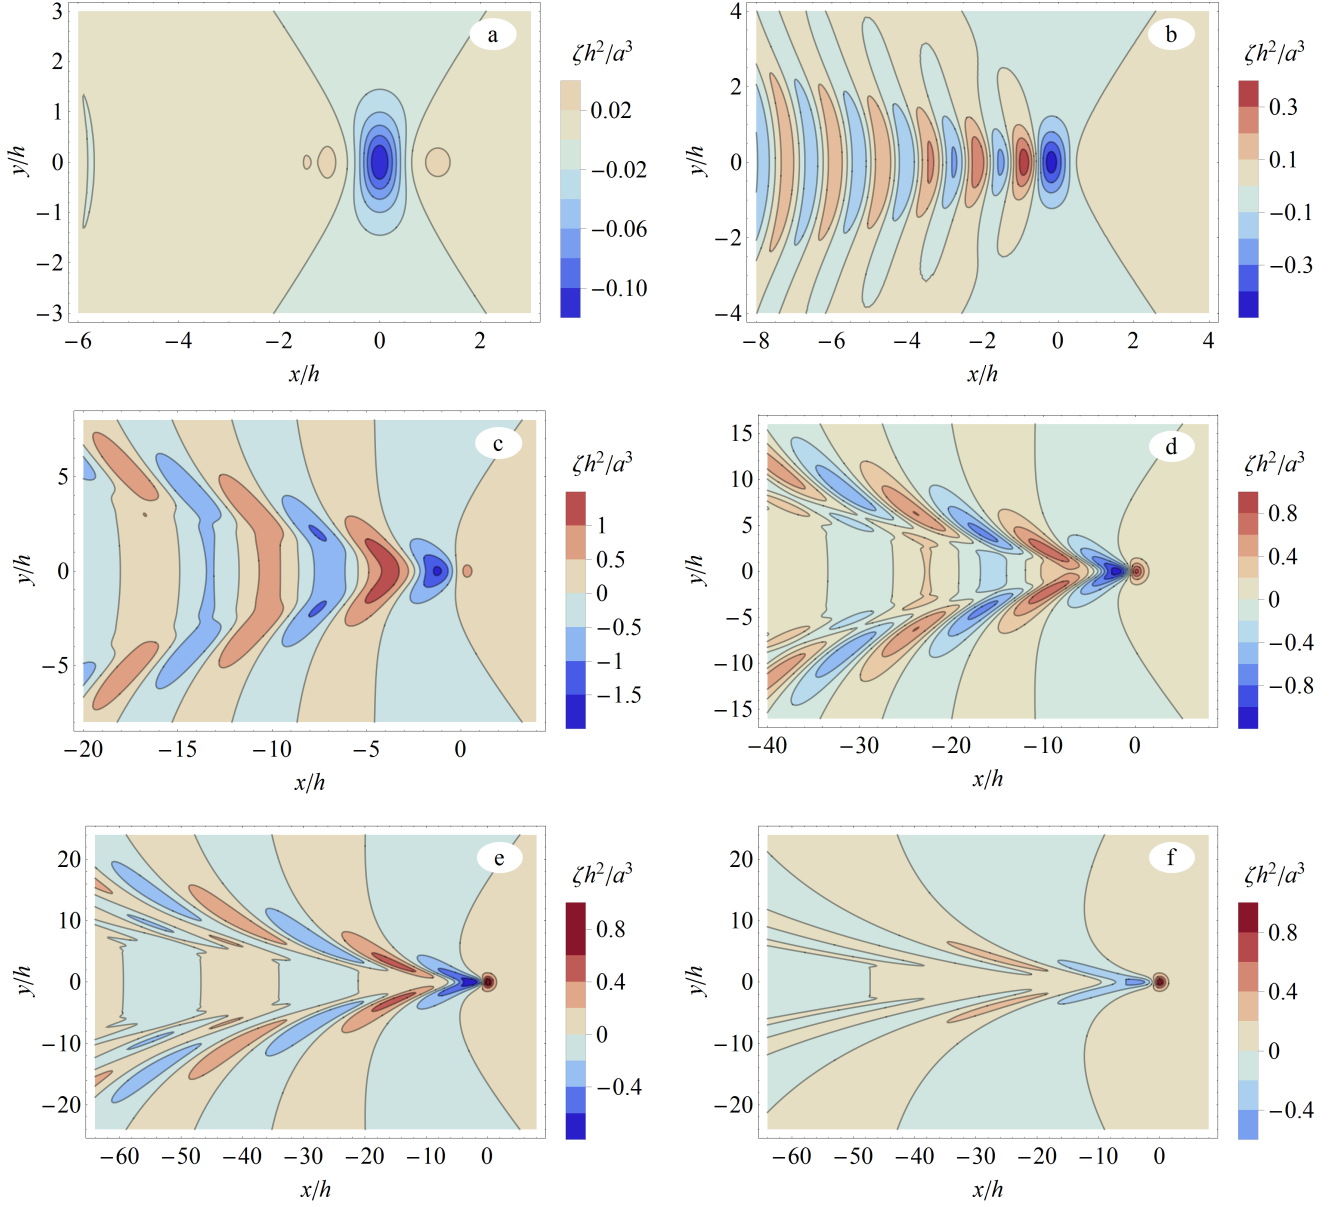 a
ζh²/a³
3
2
1
0
−1
−2
−3
y/h
−6 −4 −2 0 2
x/h
0.02
−0.02
−0.06
−0.10
b
ζh²/a³
4
2
0
−2
−4
y/h
−8 −6 −4 −2 0 2 4
x/h
0.3
0.1
−0.1
−0.3
c
ζh²/a³
5
0
−5
y/h
−20 −15 −10 −5 0
x/h
1
0.5
0
−0.5
−1
−1.5
d
ζh²/a³
15
10
5
0
−5
−10
−15
y/h
−40 −30 −20 −10 0
x/h
0.8
0.4
0
−0.4
−0.8
e
ζh²/a³
20
10
0
−10
−20
y/h
−60 −50 −40 −30 −20 −10 0
x/h
0.8
0.4
0
−0.4
f
ζh²/a³
20
10
0
−10
−20
y/h
−60 −50 −40 −30 −20 −10 0
x/h
0.8
0.4
0
−0.4